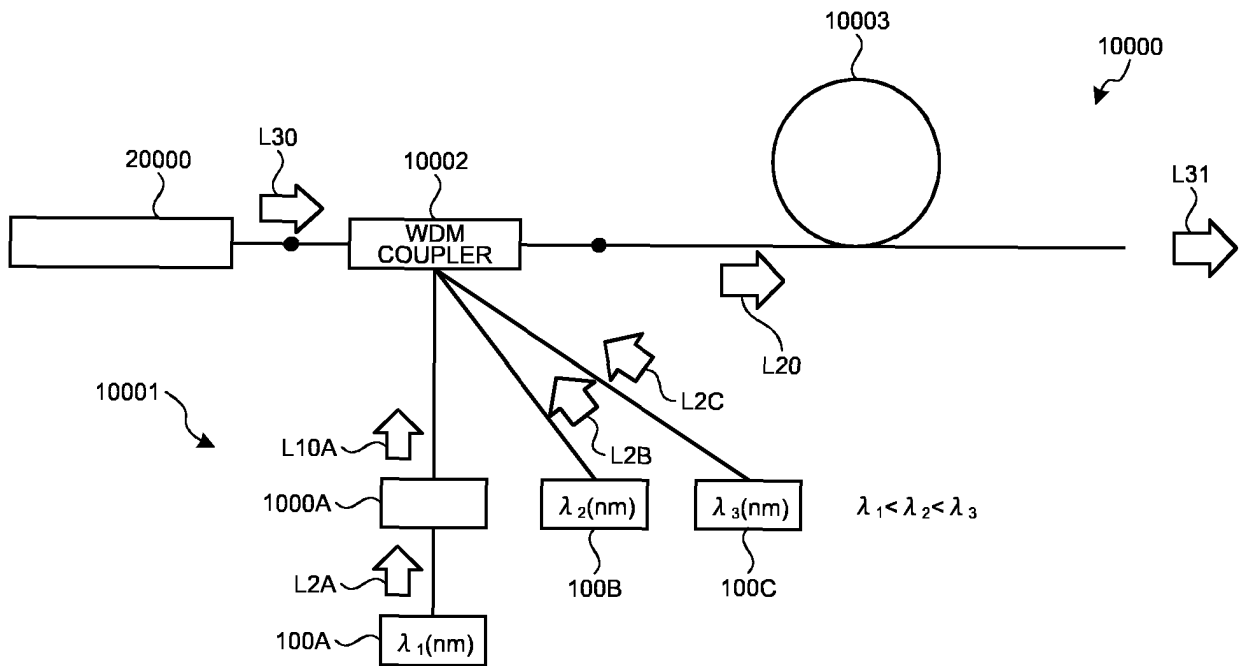 10003
10000
L30
20000
10002
L31
WDM
COUPLER
L20
L2C
10001
L10A
L2B
1000A
λ2(nm)
λ3(nm)
λ1<λ2<λ3
L2A
100B
100C
100A
λ1(nm)